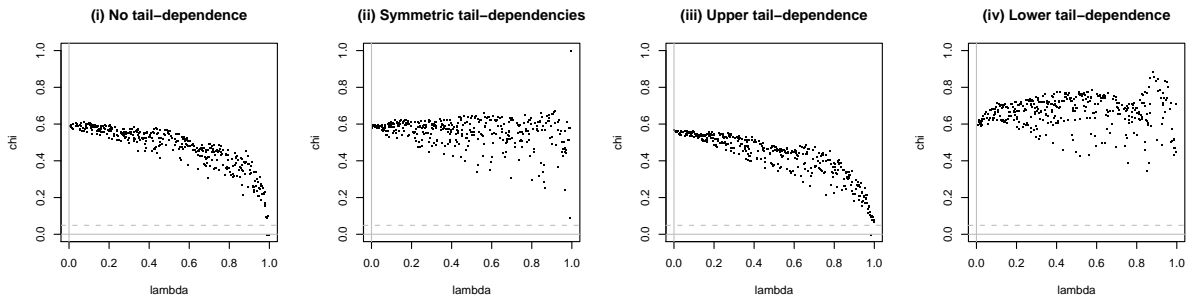 (i) No tail−dependence
(ii) Symmetric tail−dependencies
(iii) Upper tail−dependence
(iv) Lower tail−dependence
chi
0.0 0.2 0.4 0.6 0.8 1.0
0.0 0.2 0.4 0.6 0.8 1.0
lambda
chi
0.0 0.2 0.4 0.6 0.8 1.0
0.0 0.2 0.4 0.6 0.8 1.0
lambda
chi
0.0 0.2 0.4 0.6 0.8 1.0
0.0 0.2 0.4 0.6 0.8 1.0
lambda
chi
0.0 0.2 0.4 0.6 0.8 1.0
0.0 0.2 0.4 0.6 0.8 1.0
lambda